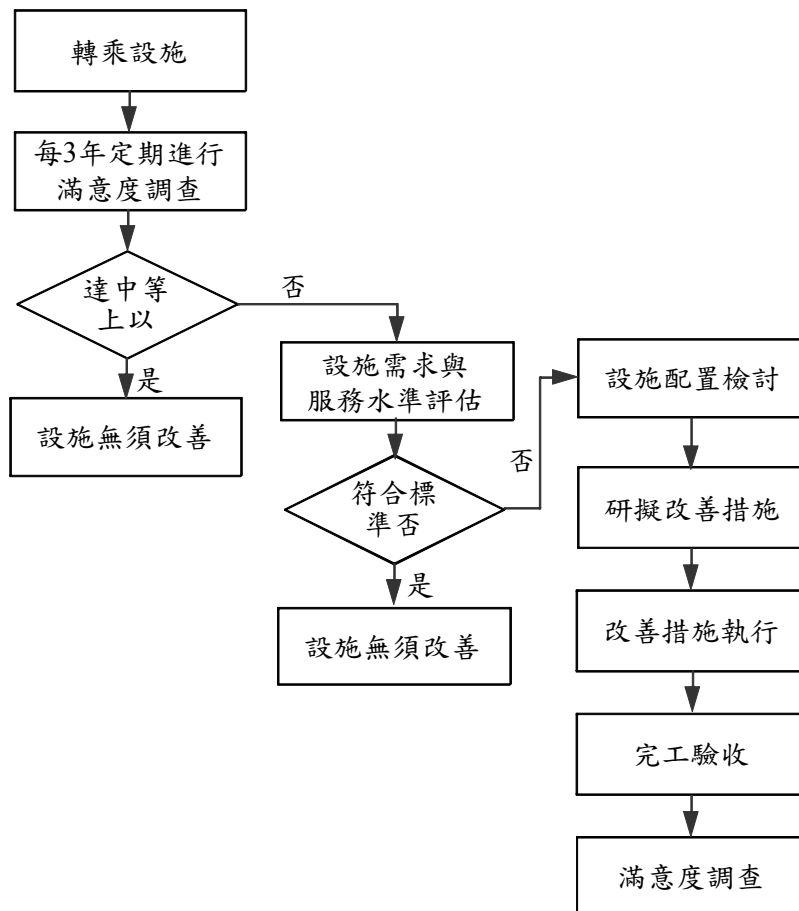 轉乘設施
每3年定期進行
滿意度調查
達中等
上以
否
是
設施無須改善
設施需求與
服務水準評估
符合標
準否
否
是
設施無須改善
設施配置檢討
研擬改善措施
改善措施執行
完工驗收
滿意度調查